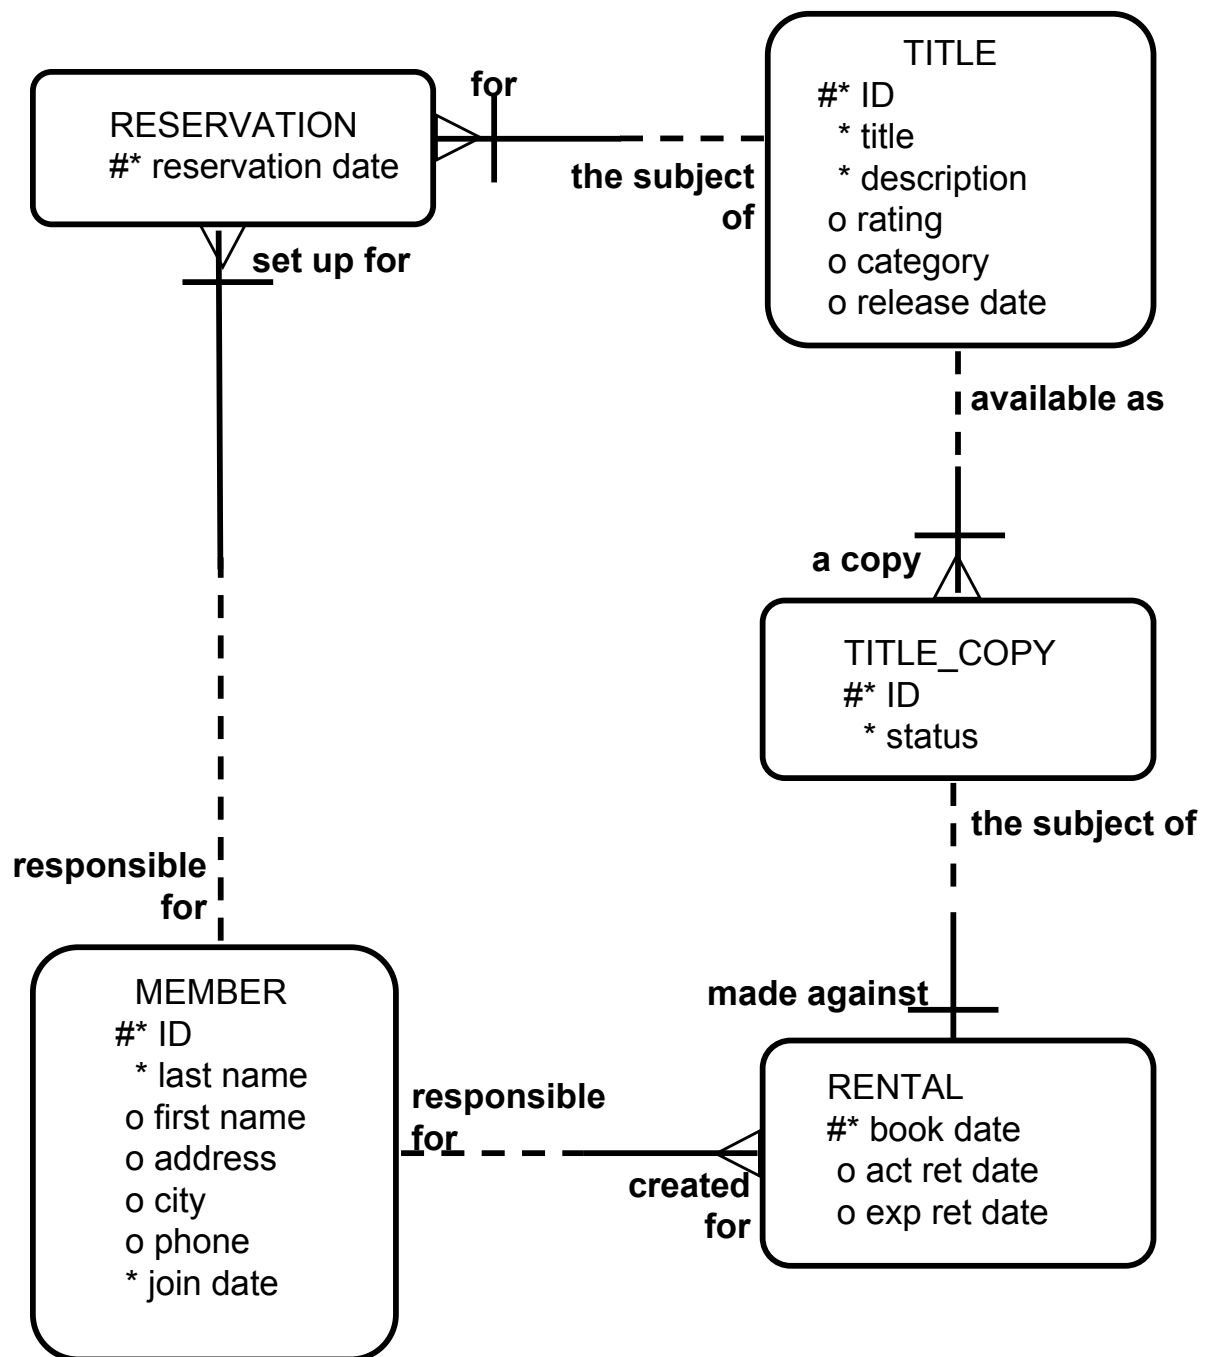 TITLE
#* ID
* title
* description
o rating
o category
o release date
for
RESERVATION
#* reservation date
the subject
of
set up for
available as
a copy
TITLE_COPY
#* ID
* status
the subject of
responsible
for
made against
MEMBER
#* ID
* last name
o first name
o address
o city
o phone
* join date
responsible
for
created
for
RENTAL
#* book date
o act ret date
o exp ret date